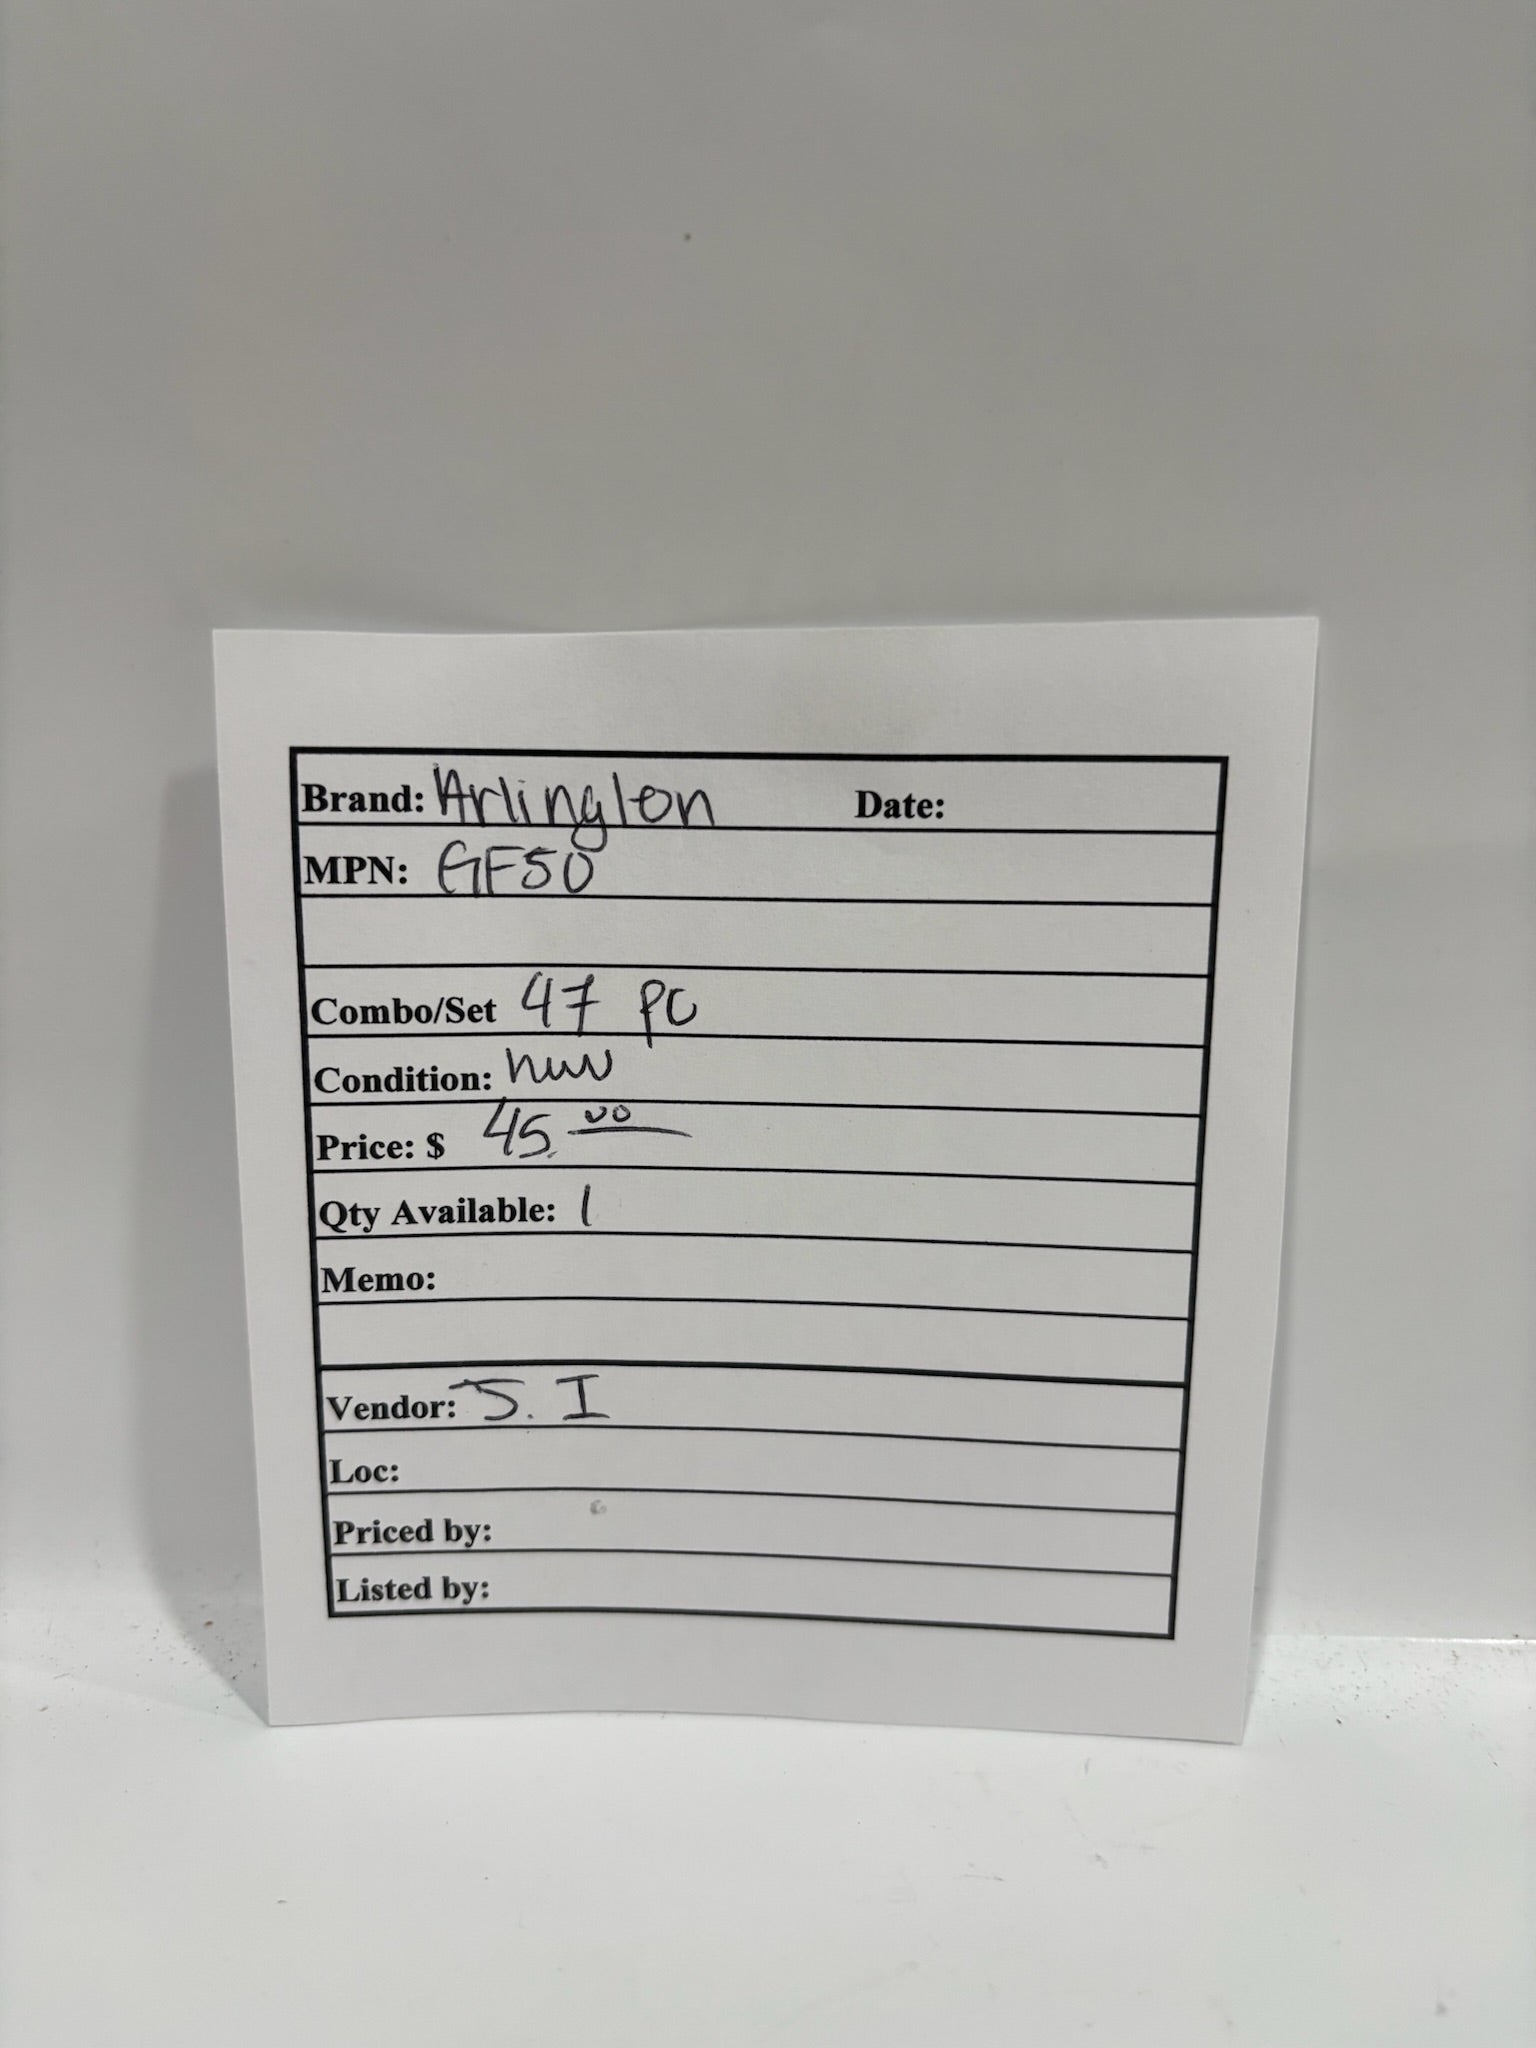 Brand: Arlington Date:
MPN: GF50
Combo/Set 47 pc
Condition: new
Price: $ 45.00
Qty Available: 1
Memo:
Vendor: J. I
Loc:
Priced by:
Listed by: